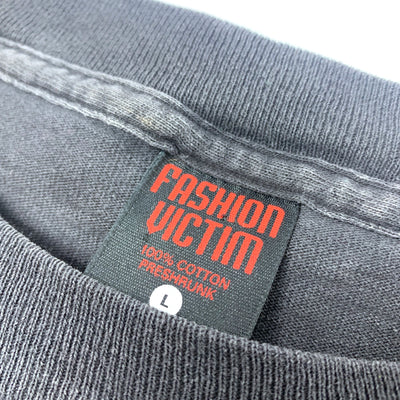 FASHION
VICTIM
100% COTTON
PRESHRUNK
L